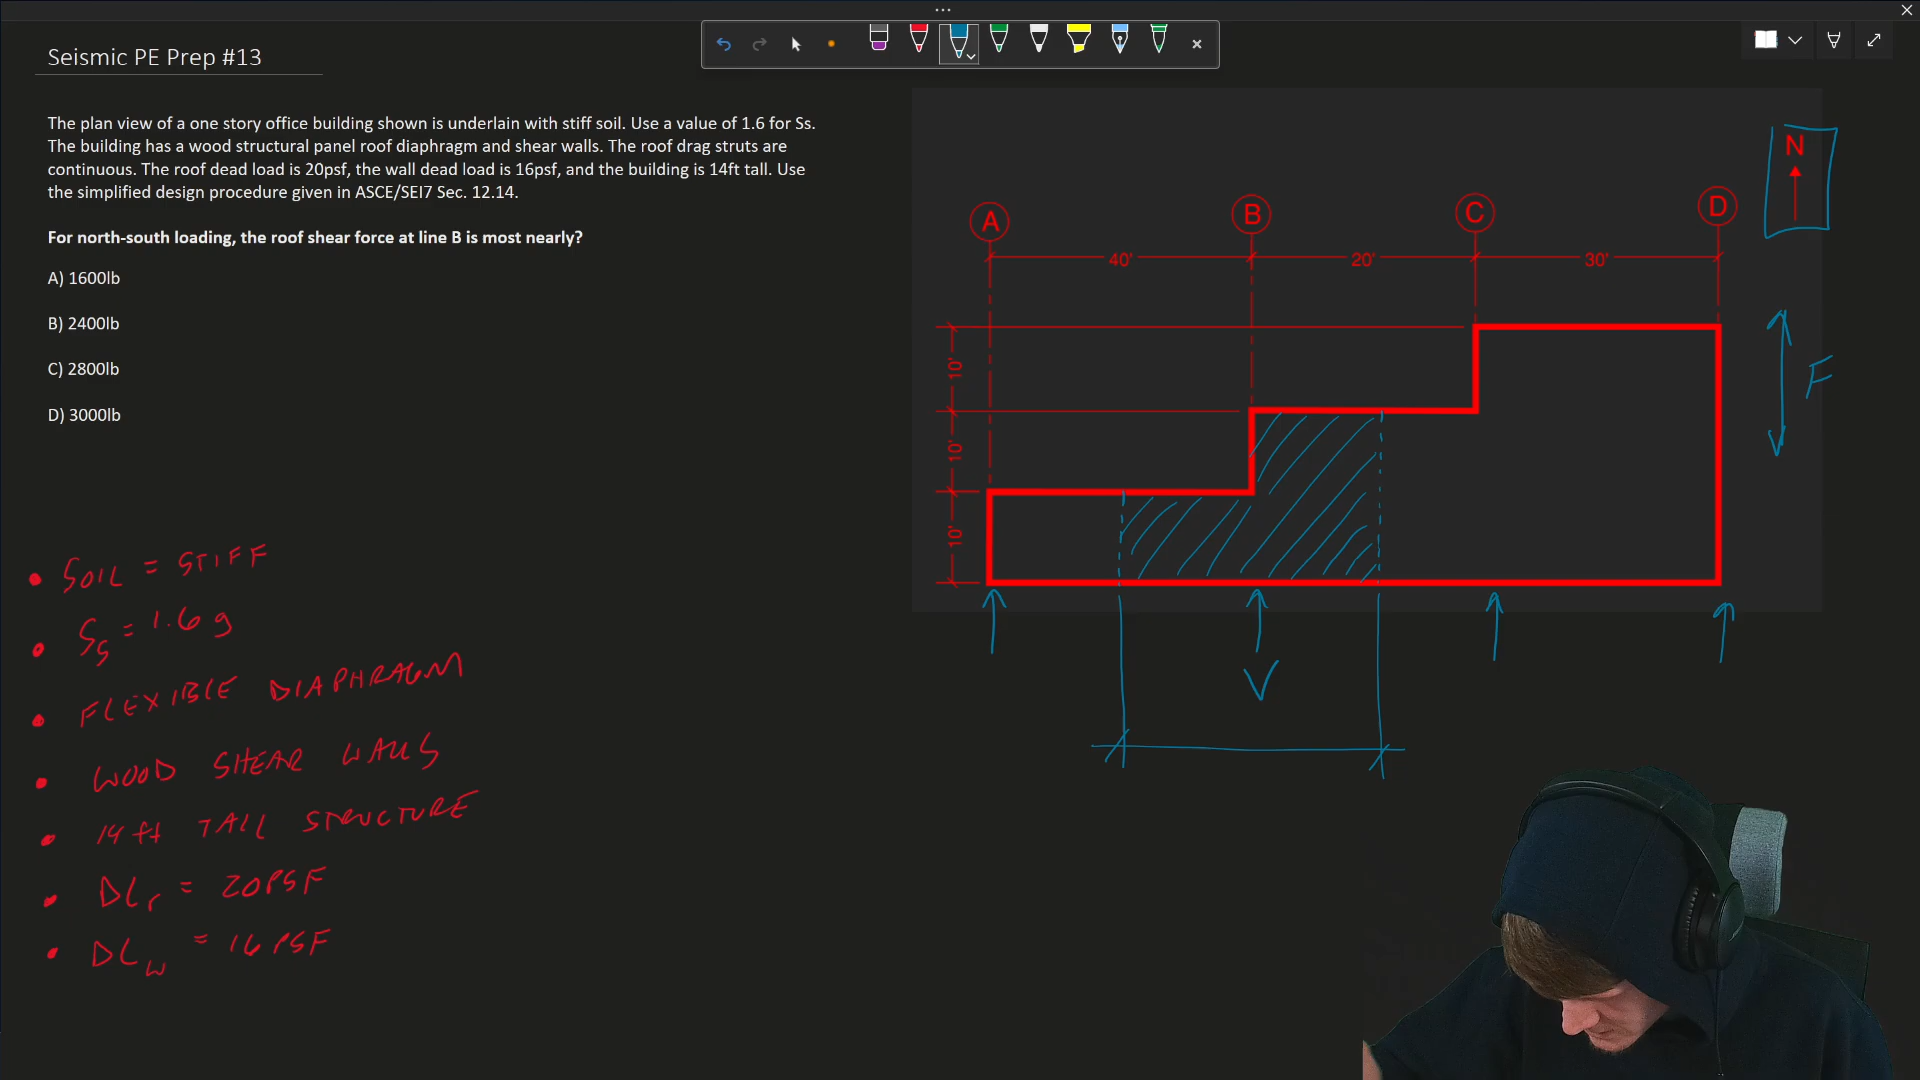 Seismic PE Prep #13
The plan view of a one story office building shown is underlain with stiff soil. Use a value of 1.6 for Ss.
The building has a wood structural panel roof diaphragm and shear walls. The roof drag struts are
continuous. The roof dead load is 20psf, the wall dead load is 16psf, and the building is 14ft tall. Use
the simplified design procedure given in ASCE/SEI7 Sec. 12.14.
For north-south loading, the roof shear force at line B is most nearly?
A) 1600lb
B) 2400lb
C) 2800lb
D) 3000lb
N
A
B
C
D
40'
20'
30'
10'
10'
10'
F
V
• SOIL = STIFF
• Ss = 1.6 g
• FLEXIBLE DIAPHRAGM
• WOOD SHEAR WALLS
• 14 ft TALL STRUCTURE
• DLr = 20PSF
• DLw = 16PSF